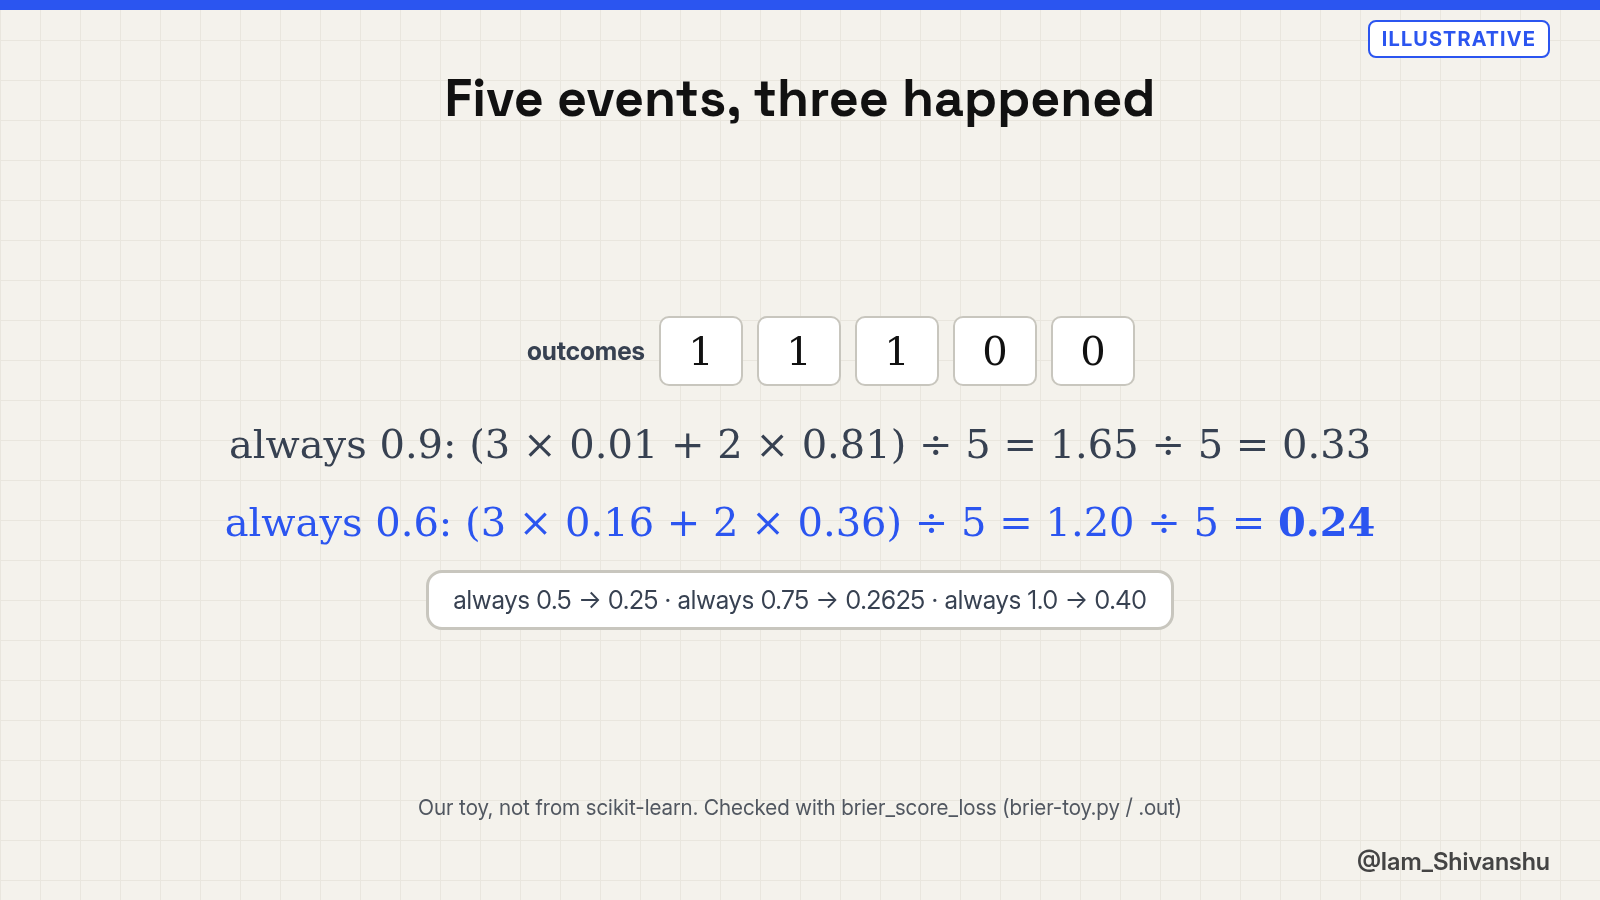 ILLUSTRATIVE
Five events, three happened
outcomes 1 1 1 0 0
always 0.9: (3 × 0.01 + 2 × 0.81) ÷ 5 = 1.65 ÷ 5 = 0.33
always 0.6: (3 × 0.16 + 2 × 0.36) ÷ 5 = 1.20 ÷ 5 = 0.24
always 0.5 → 0.25 · always 0.75 → 0.2625 · always 1.0 → 0.40
Our toy, not from scikit-learn. Checked with brier_score_loss (brier-toy.py / .out)
@Iam_Shivanshu